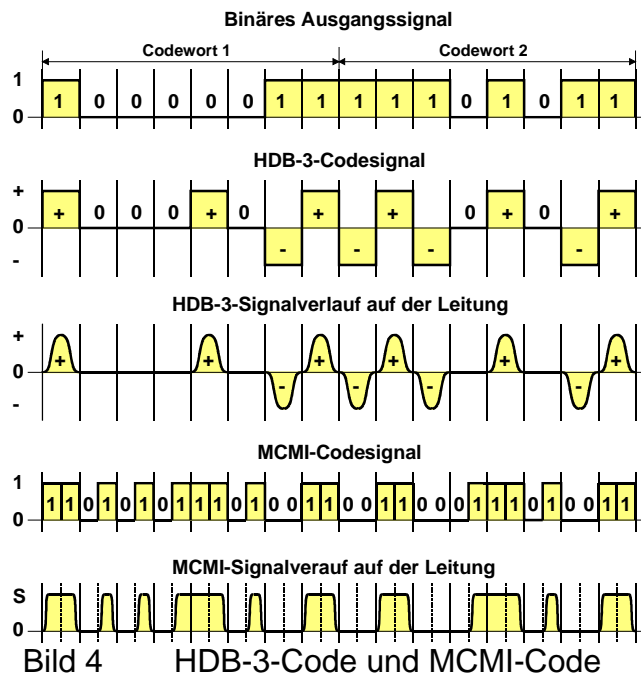 Binäres Ausgangssignal
Codewort 1 Codewort 2
1
1 0 0 0 0 0 1 1 1 1 1 0 1 0 1 1
0
HDB-3-Codesignal
+
+ 0 0 0 + 0 - + - + - 0 + 0 - +
0
-
HDB-3-Signalverlauf auf der Leitung
+
+ + - + - + - + - +
0
-
MCMI-Codesignal
1
1 1 0 1 0 1 0 1 1 1 0 1 0 0 1 1 0 0 1 1 0 0 0 1 1 1 0 1 0 0 1 1
0
MCMI-Signalverauf auf der Leitung
S
0
Bild 4 HDB-3-Code und MCMI-Code